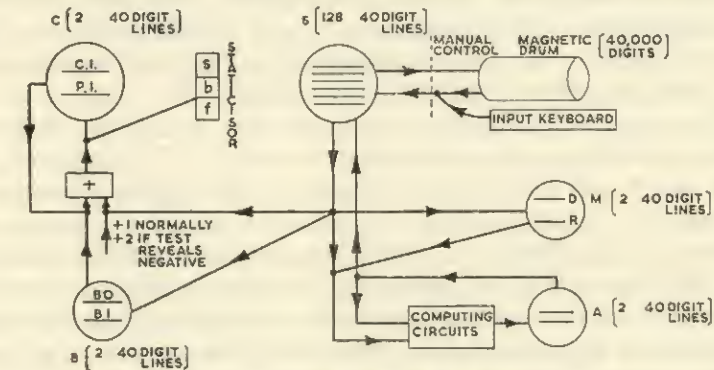 C { 2 40 DIGIT LINES }
C.I.
P.I.
S
b
f
STATICISOR
+
+1 NORMALLY
+2 IF TEST
REVEALS
NEGATIVE
BO
B.I
B { 2 40 DIGIT LINES }
S { 128 40 DIGIT LINES }
MANUAL
CONTROL
MAGNETIC
DRUM
{ 40,000 DIGITS }
INPUT KEYBOARD
D
R
M { 2 40 DIGIT LINES }
COMPUTING
CIRCUITS
A { 2 40 DIGIT LINES }